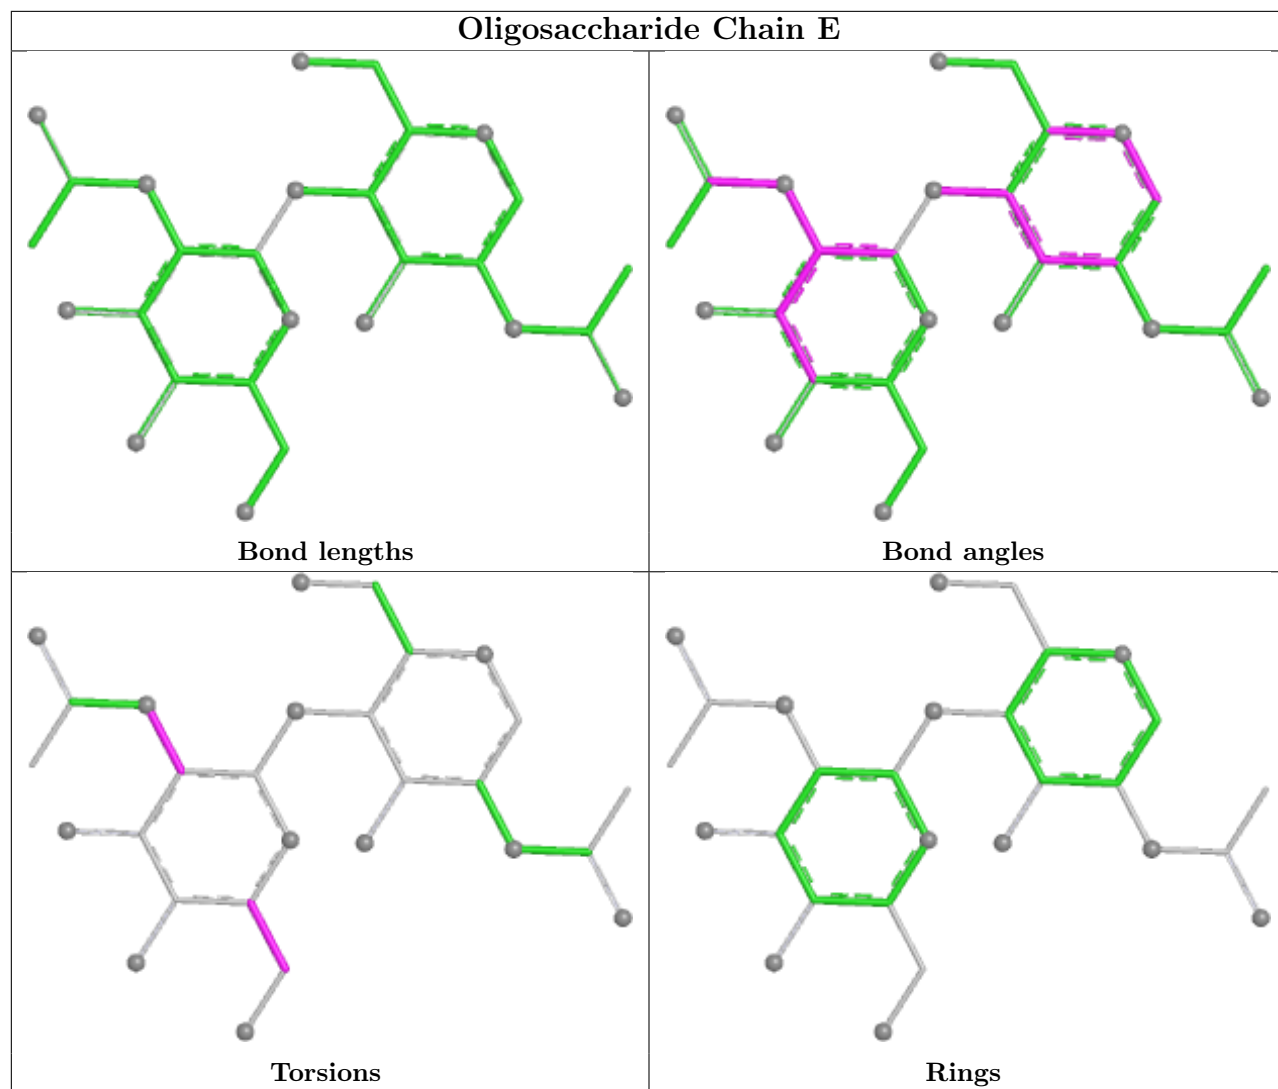 Oligosaccharide Chain E
Bond lengths
Bond angles
Torsions
Rings